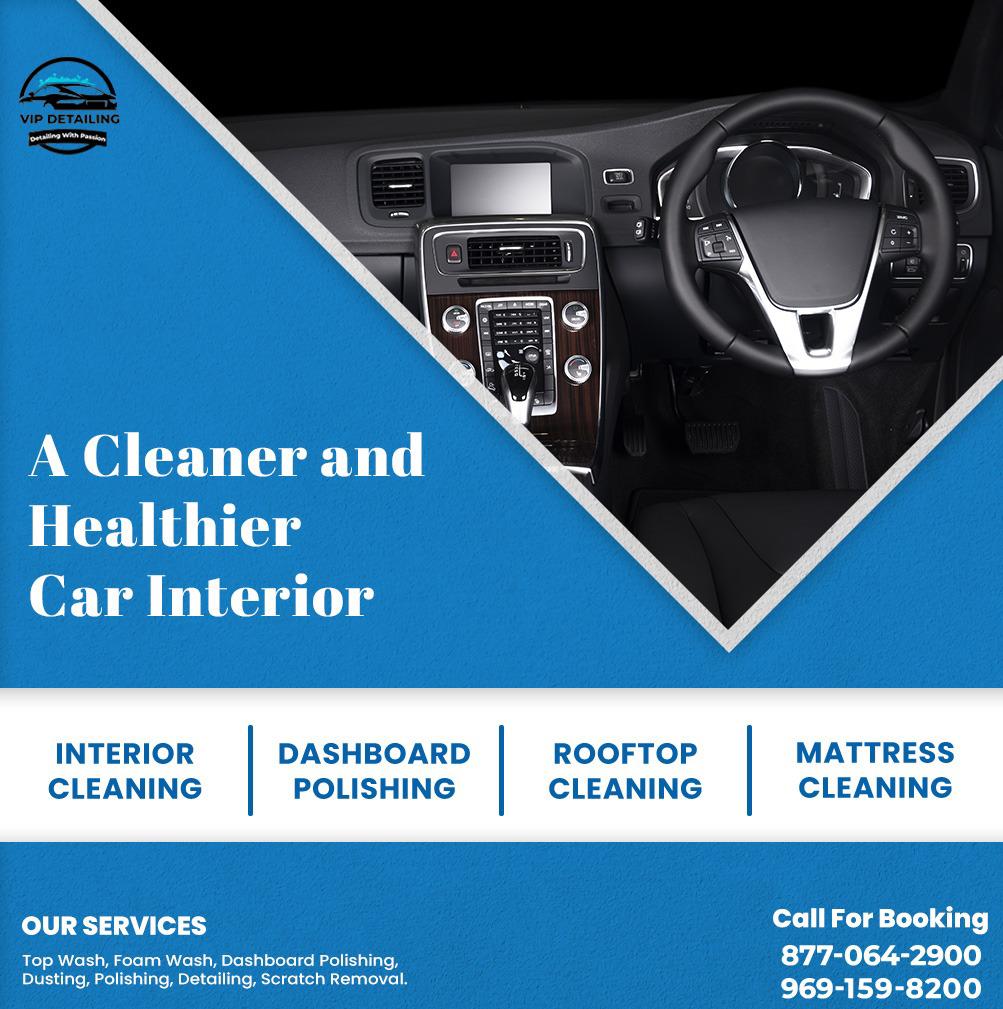 VIP DETAILING
Detailing With Passion
A Cleaner and
Healthier
Car Interior
INTERIOR
CLEANING
DASHBOARD
POLISHING
ROOFTOP
CLEANING
MATTRESS
CLEANING
OUR SERVICES
Top Wash, Foam Wash, Dashboard Polishing,
Dusting, Polishing, Detailing, Scratch Removal.
Call For Booking
877-064-2900
969-159-8200